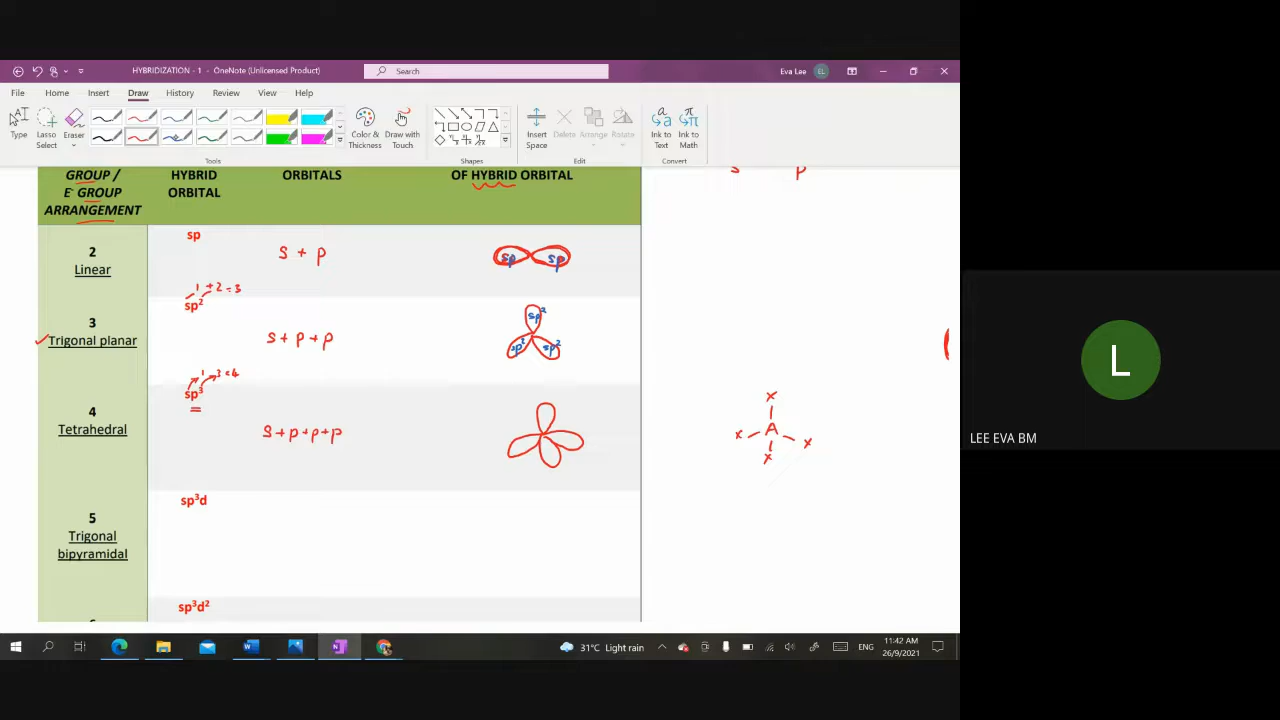 HYBRIDIZATION - 1 - OneNote (Unlicensed Product)
Search
Eva Lee
EL
File Home Insert Draw History Review View Help
Type
Lasso Select
Eraser
Color & Thickness
Draw with Touch
Insert Space
Delete
Arrange
Rotate
Ink to Text
Ink to Math
Tools
Shapes
Edit
Convert
GROUP / HYBRID ORBITALS OF HYBRID ORBITAL
E- GROUP ORBITAL
ARRANGEMENT
s p
sp
2
Linear
s + p
sp sp
1 + 2 = 3
sp²
3
Trigonal planar
s + p + p
sp²
sp² sp²
1 3 = 4
sp³
=
4
Tetrahedral
s + p + p + p
x
A
x x
x
sp³d
5
Trigonal
bipyramidal
sp³d²
L
LEE EVA BM
31°C Light rain
ENG
11:42 AM
26/9/2021